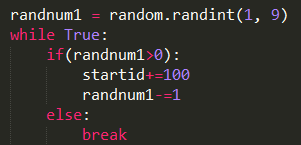 randnum1 = random.randint(1, 9)
while True:
    if(randnum1>0):
        startid+=100
        randnum1-=1
    else:
        break